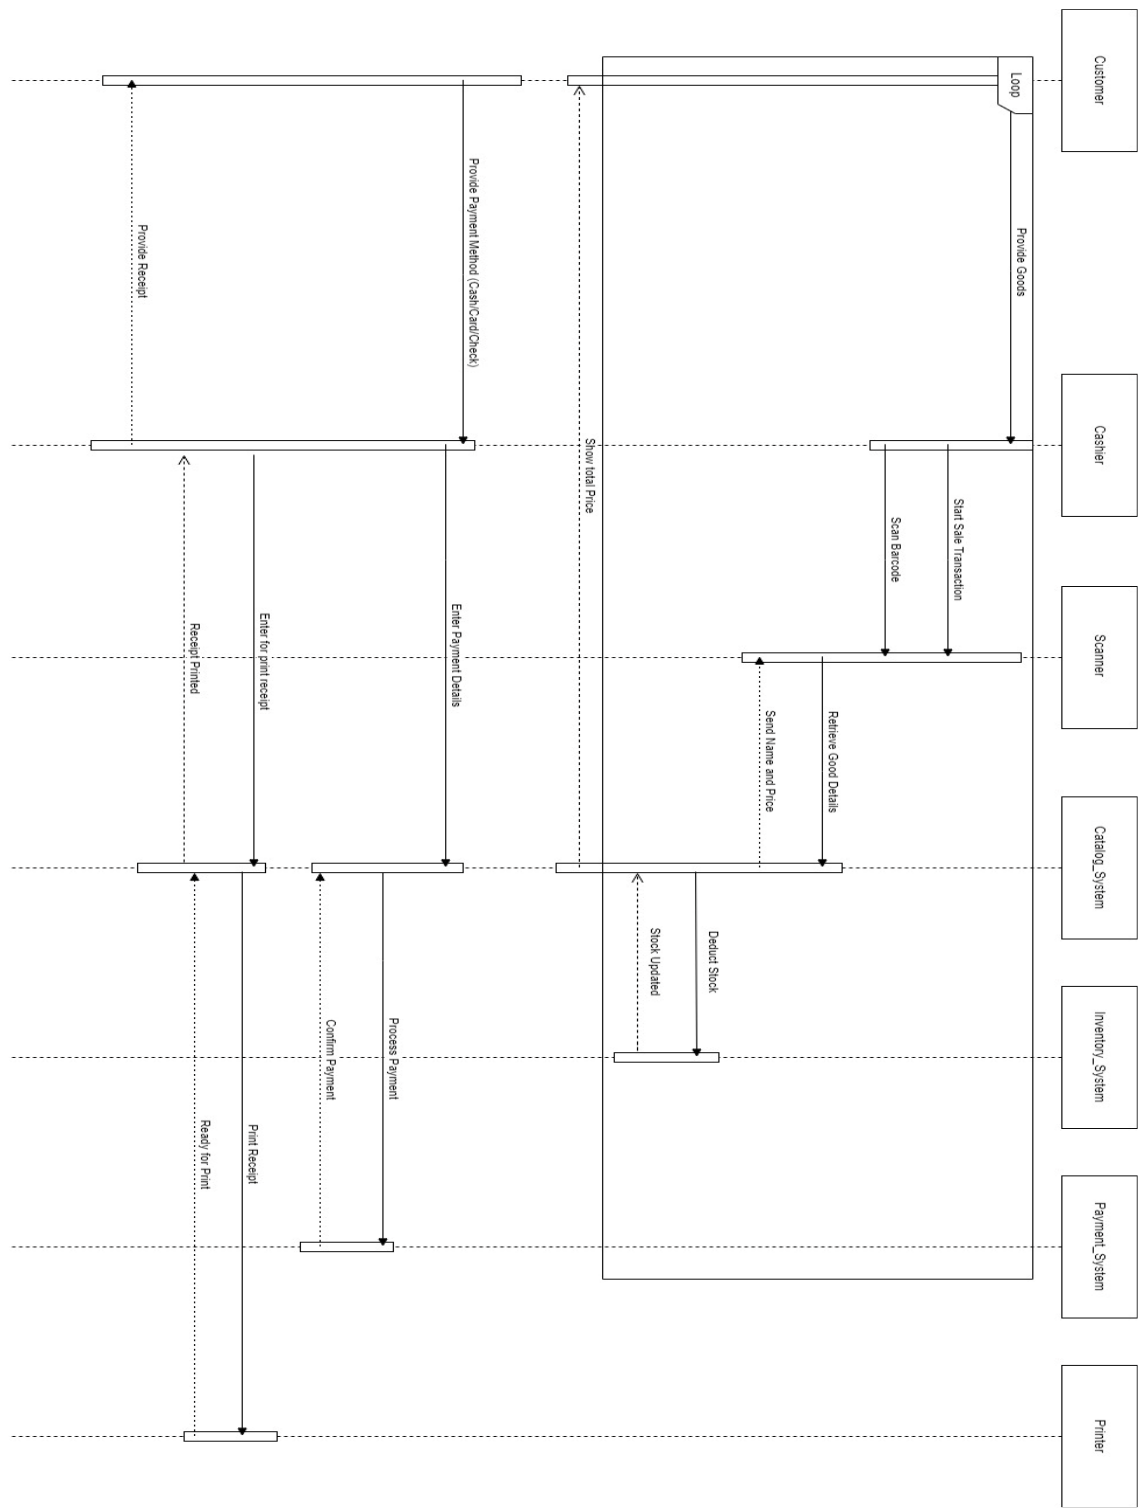 Customer
Cashier
Scanner
Catalog_System
Inventory_System
Payment_System
Printer
Loop
Provide Goods
Start Sale Transaction
Scan Barcode
Retrieve Good Details
Send Name and Price
Deduct Stock
Stock Updated
Show total Price
Provide Payment Method (Cash/Card/Check)
Enter Payment Details
Process Payment
Confirm Payment
Enter for print receipt
Print Receipt
Ready for Print
Receipt Printed
Provide Receipt